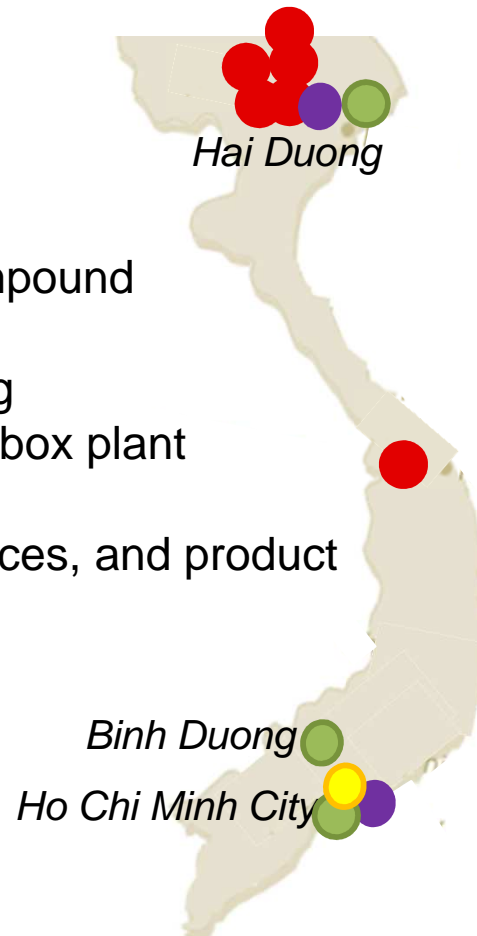 Hai Duong
npound
g
box plant
ces, and product
Binh Duong
Ho Chi Minh City